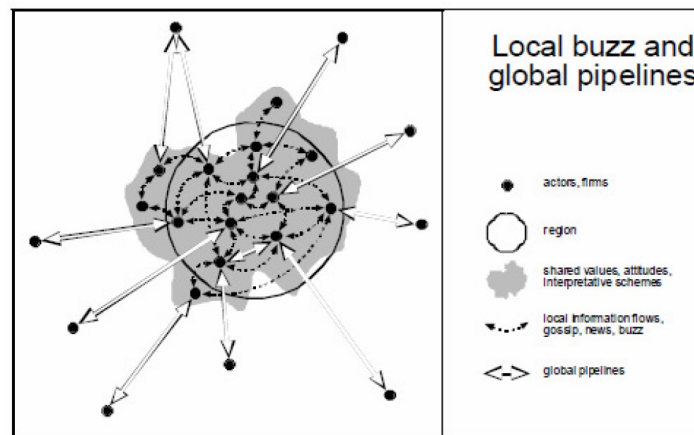 Local buzz and
global pipelines
actors, firms
region
shared values, attitudes,
interpretative schemes
local information flows,
gossip, news, buzz
global pipelines